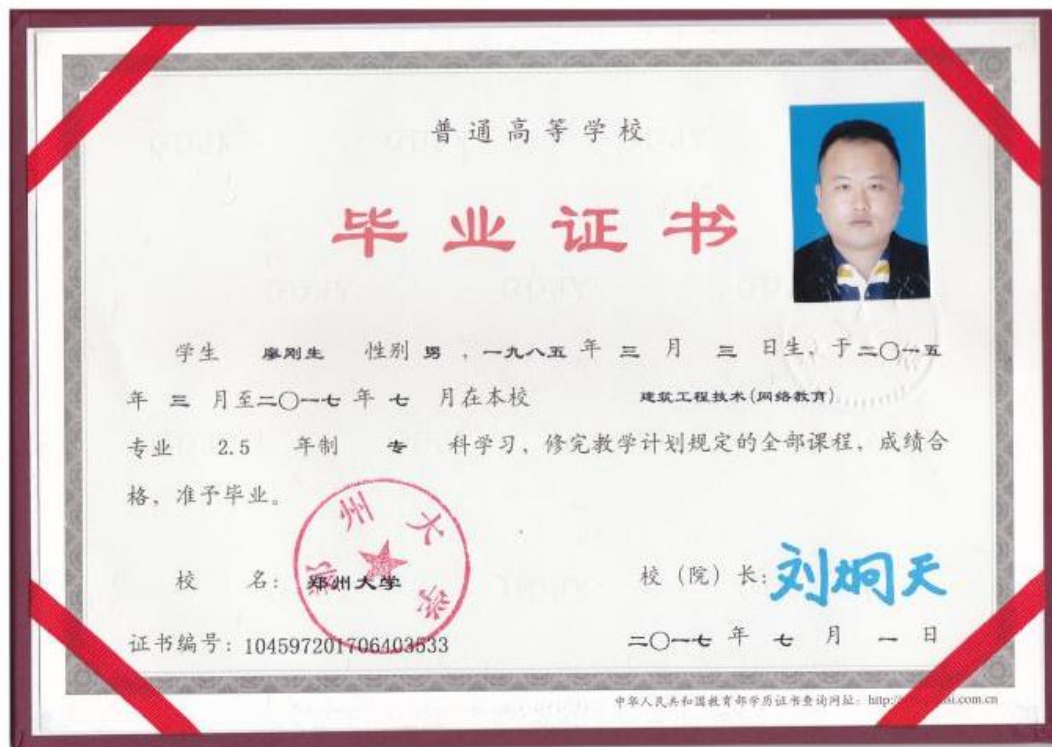 普通高等学校
毕业证书
学生 廖刚生 性别 男 ，一九八五 年 三 月 三 日生，于二〇一五
年 三 月至二〇一七 年 七 月在本校 建筑工程技术(网络教育)
专业 2.5 年制 专 科学习，修完教学计划规定的全部课程，成绩合
格，准予毕业。
郑州大学
校 名：郑州大学 校（院）长：刘炯天
证书编号：104597201706403533 二〇一七 年 七 月 一 日
中华人民共和国教育部学历证书查询网址：http:// si.com.cn